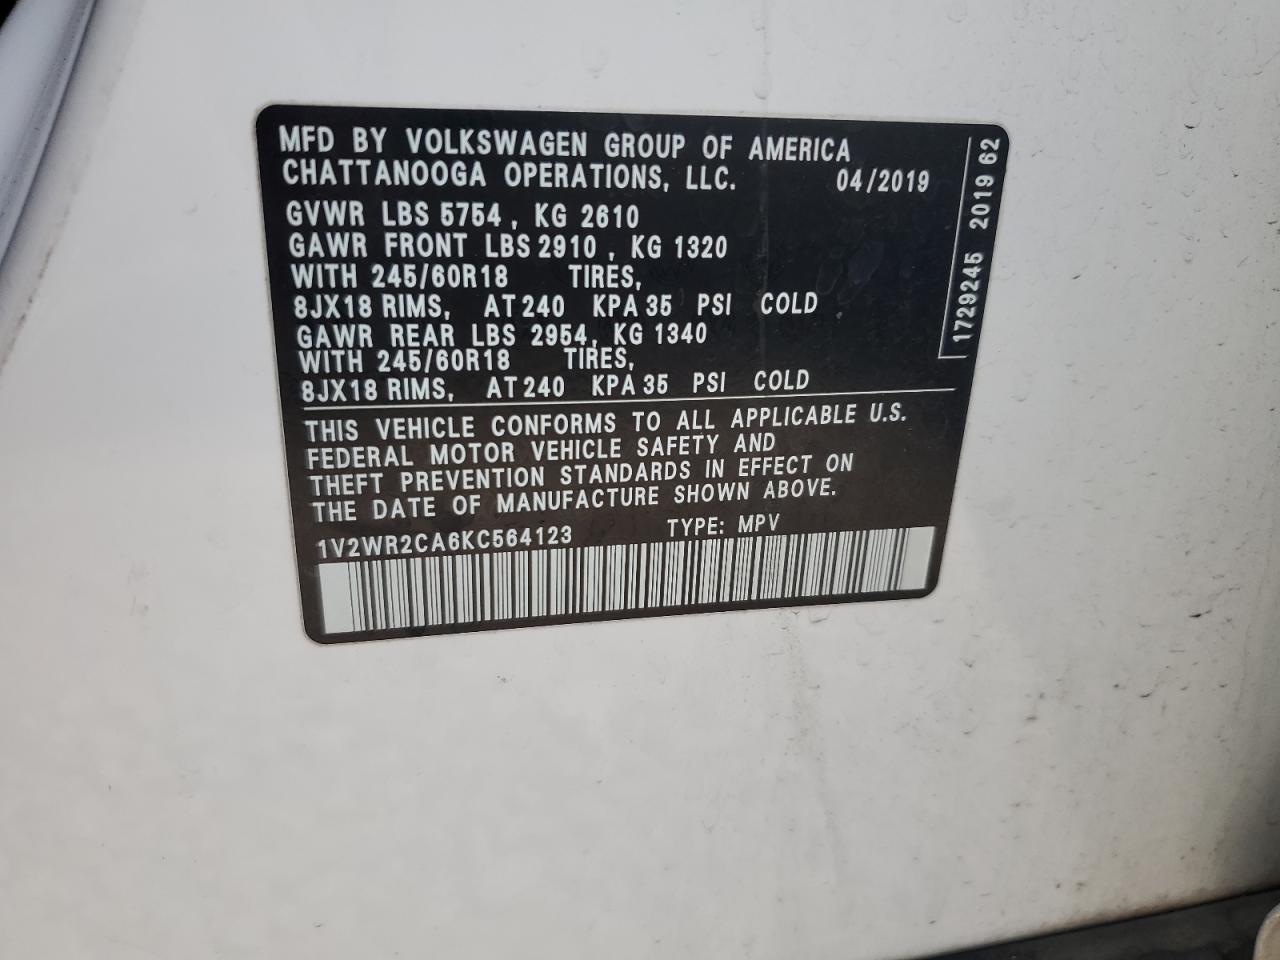 MFD BY VOLKSWAGEN GROUP OF AMERICA
CHATTANOOGA OPERATIONS, LLC. 04/2019
GVWR LBS 5754, KG 2610
GAWR FRONT LBS 2910, KG 1320
WITH 245/60R18 TIRES,
8JX18 RIMS, AT 240 KPA 35 PSI COLD
GAWR REAR LBS 2954, KG 1340
WITH 245/60R18 TIRES,
8JX18 RIMS, AT 240 KPA 35 PSI COLD
THIS VEHICLE CONFORMS TO ALL APPLICABLE U.S.
FEDERAL MOTOR VEHICLE SAFETY AND
THEFT PREVENTION STANDARDS IN EFFECT ON
THE DATE OF MANUFACTURE SHOWN ABOVE.
1V2WR2CA6KC564123 TYPE: MPV
1729245 2019 62